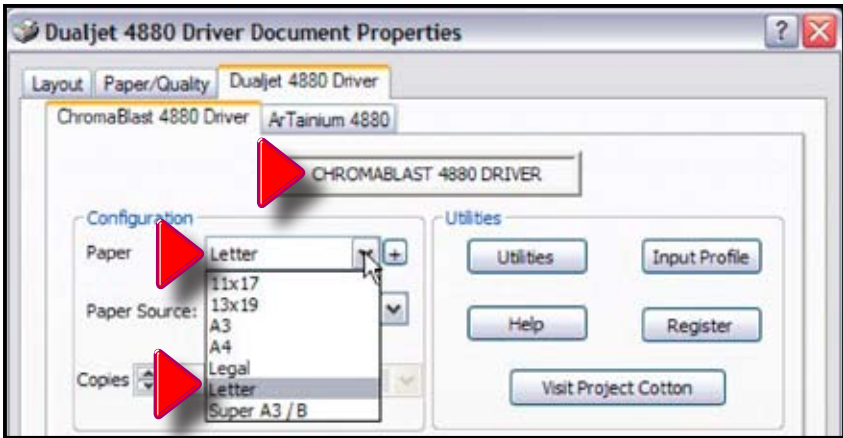 Dualjet 4880 Driver Document Properties
Layout Paper/Quality Dualjet 4880 Driver
ChromaBlast 4880 Driver ArTainium 4880
CHROMABLAST 4880 DRIVER
Configuration
Paper Letter +
11x17
13x19
A3
A4
Legal
Letter
Super A3 / B
Paper Source:
Copies
Utilities
Utilities Input Profile
Help Register
Visit Project Cotton